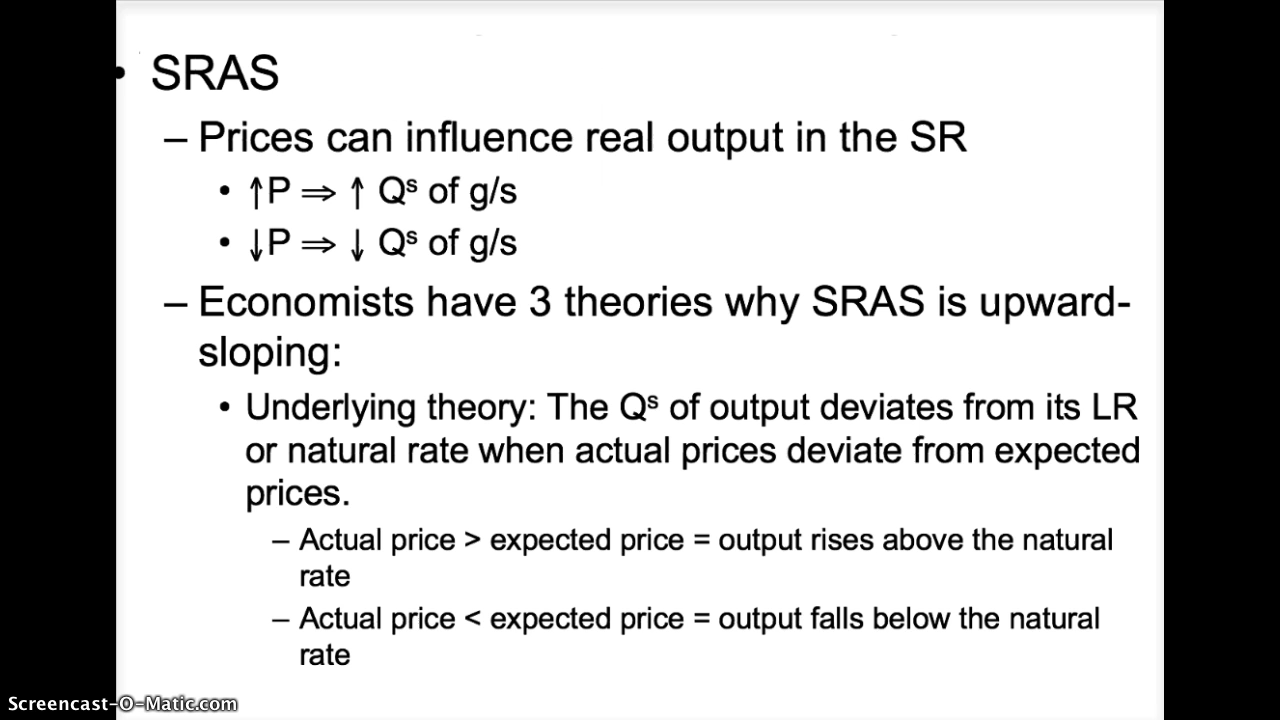 • SRAS
– Prices can influence real output in the SR
• ↑P ⇒ ↑ Qˢ of g/s
• ↓P ⇒ ↓ Qˢ of g/s
– Economists have 3 theories why SRAS is upward-
sloping:
• Underlying theory: The Qˢ of output deviates from its LR
or natural rate when actual prices deviate from expected
prices.
– Actual price > expected price = output rises above the natural
rate
– Actual price < expected price = output falls below the natural
rate
Screencast-O-Matic.com